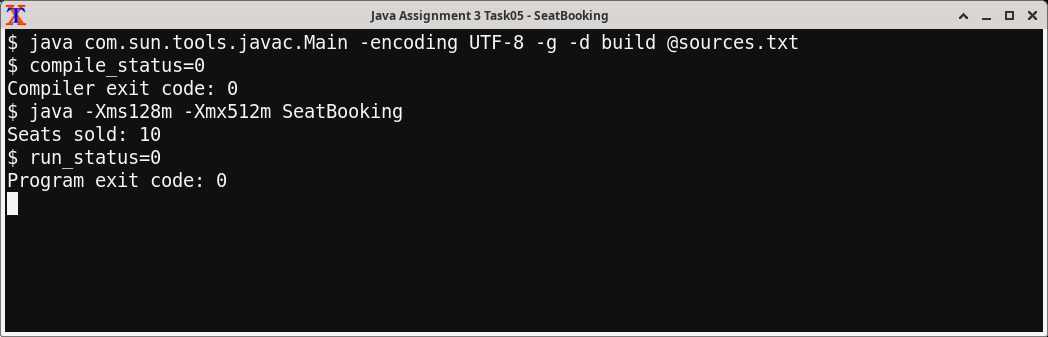 Java Assignment 3 Task05 - SeatBooking
$ java com.sun.tools.javac.Main -encoding UTF-8 -g -d build @sources.txt
$ compile_status=0
Compiler exit code: 0
$ java -Xms128m -Xmx512m SeatBooking
Seats sold: 10
$ run_status=0
Program exit code: 0